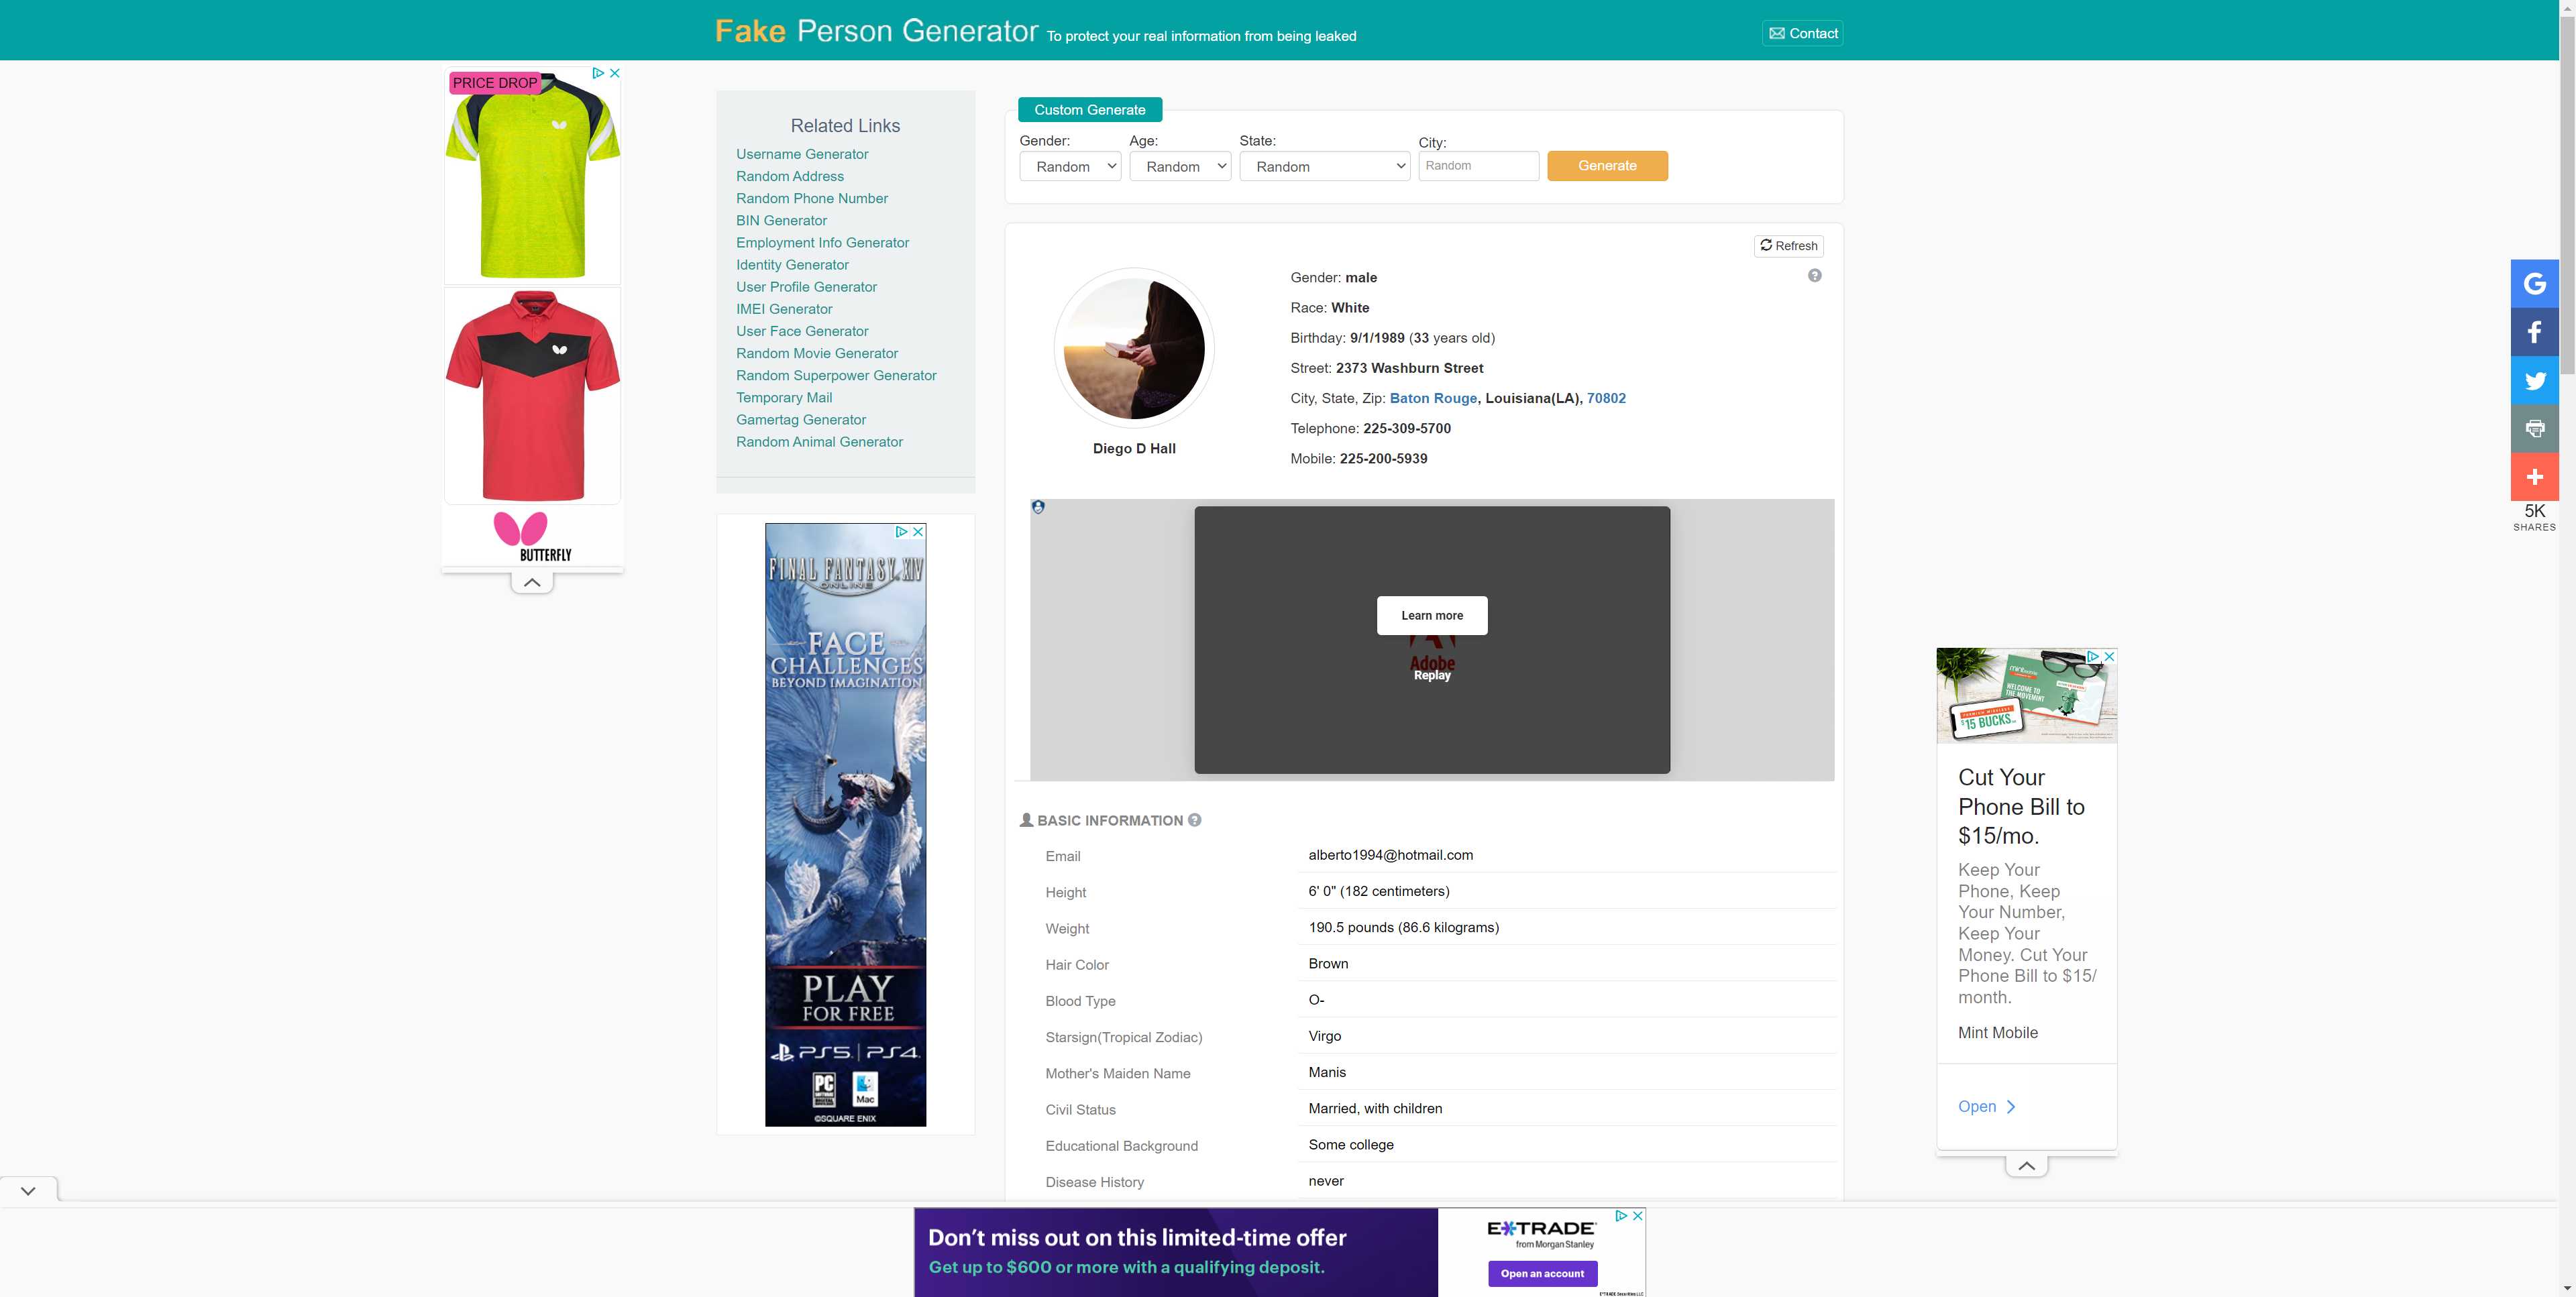 Fake Person Generator To protect your real information from being leaked
Contact
PRICE DROP
BUTTERFLY
Related Links
Username Generator
Random Address
Random Phone Number
BIN Generator
Employment Info Generator
Identity Generator
User Profile Generator
IMEI Generator
User Face Generator
Random Movie Generator
Random Superpower Generator
Temporary Mail
Gamertag Generator
Random Animal Generator
FINAL FANTASY XIV
ONLINE
FACE
CHALLENGES
BEYOND IMAGINATION
PLAY
FOR FREE
PS5 | PS4
PC
Mac
©SQUARE ENIX
Custom Generate
Gender: Age: State: City:
Random Random Random Random Generate
Refresh
Diego D Hall
Gender: male
Race: White
Birthday: 9/1/1989 (33 years old)
Street: 2373 Washburn Street
City, State, Zip: Baton Rouge, Louisiana(LA), 70802
Telephone: 225-309-5700
Mobile: 225-200-5939
Learn more
Adobe
Replay
BASIC INFORMATION
Email alberto1994@hotmail.com
Height 6' 0" (182 centimeters)
Weight 190.5 pounds (86.6 kilograms)
Hair Color Brown
Blood Type O-
Starsign(Tropical Zodiac) Virgo
Mother's Maiden Name Manis
Civil Status Married, with children
Educational Background Some college
Disease History never
5K
SHARES
WELCOME TO
THE MOVEMINT
$15 BUCKS
Cut Your
Phone Bill to
$15/mo.
Keep Your
Phone, Keep
Your Number,
Keep Your
Money. Cut Your
Phone Bill to $15/
month.
Mint Mobile
Open
Don't miss out on this limited-time offer
Get up to $600 or more with a qualifying deposit.
E*TRADE
from Morgan Stanley
Open an account